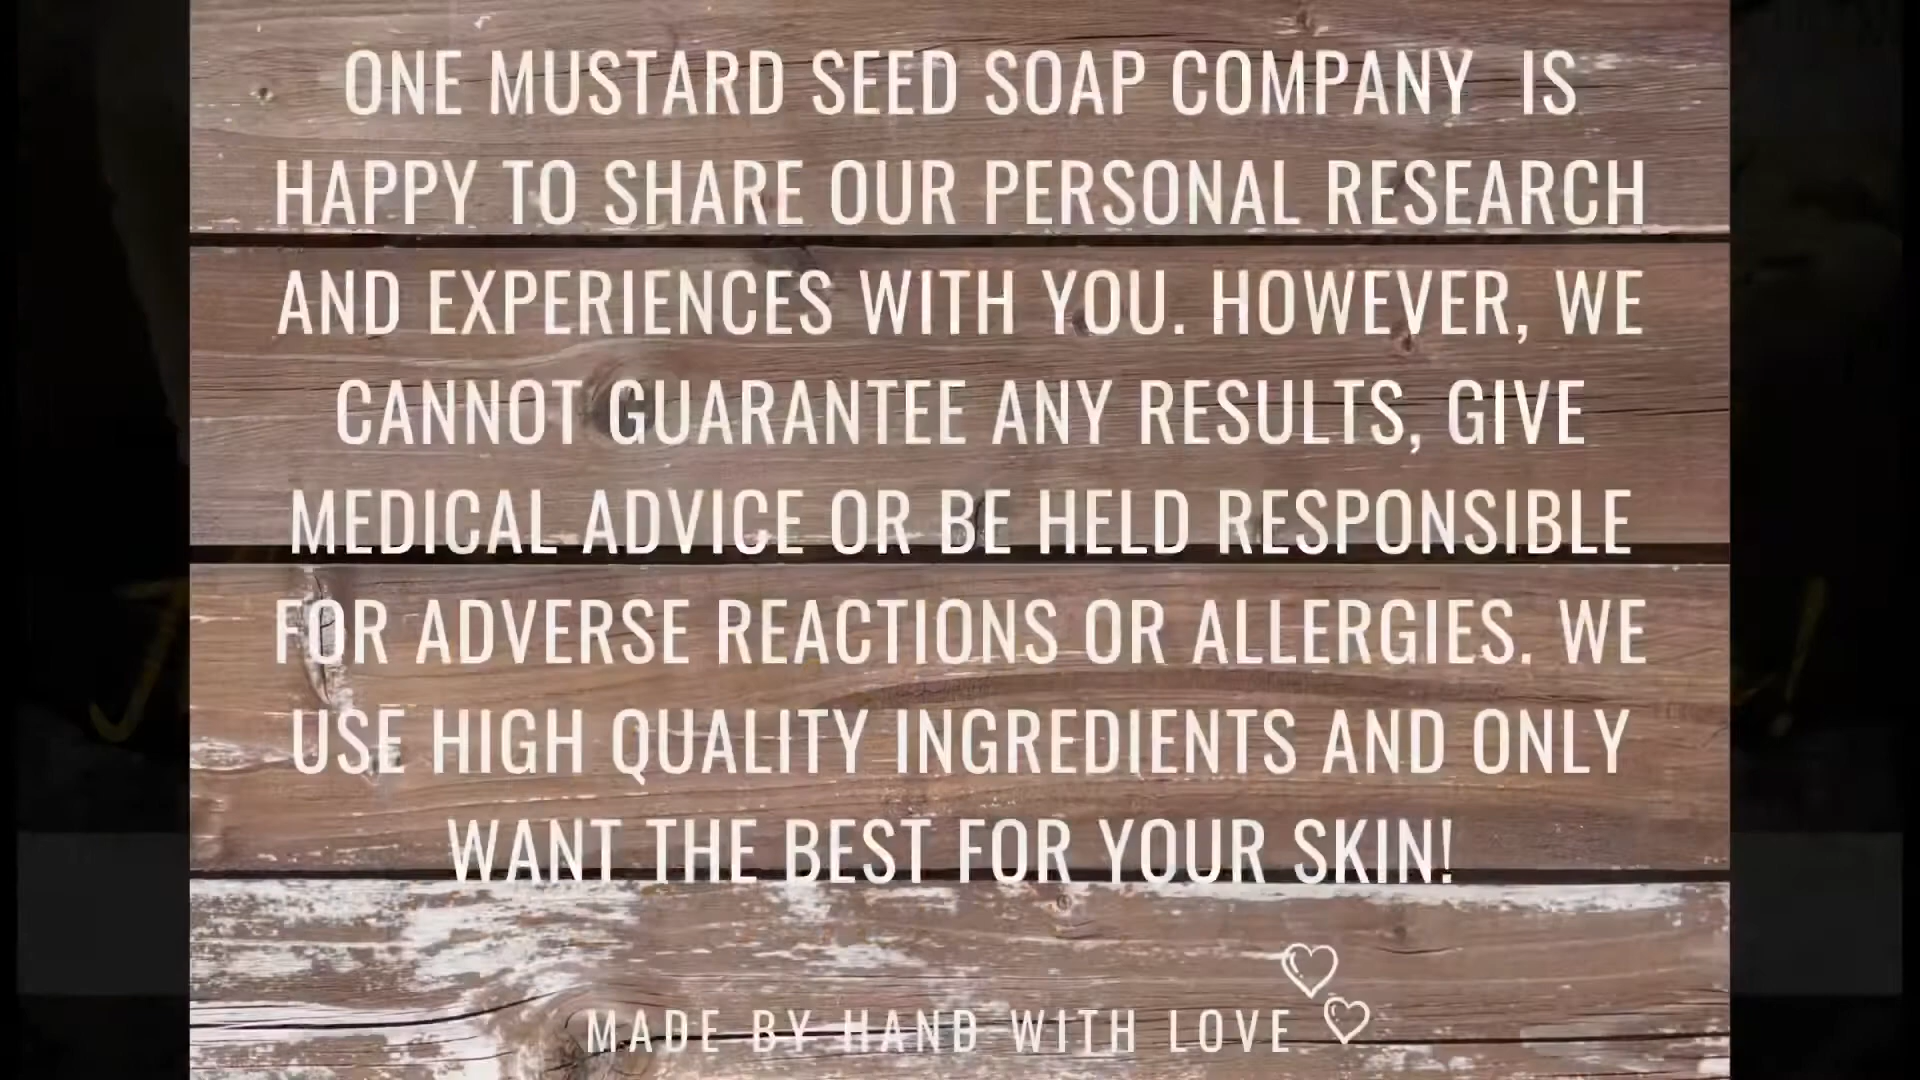 ONE MUSTARD SEED SOAP COMPANY IS
HAPPY TO SHARE OUR PERSONAL RESEARCH
AND EXPERIENCES WITH YOU. HOWEVER, WE
CANNOT GUARANTEE ANY RESULTS, GIVE
MEDICAL ADVICE OR BE HELD RESPONSIBLE
FOR ADVERSE REACTIONS OR ALLERGIES. WE
USE HIGH QUALITY INGREDIENTS AND ONLY
WANT THE BEST FOR YOUR SKIN!
MADE BY HAND WITH LOVE